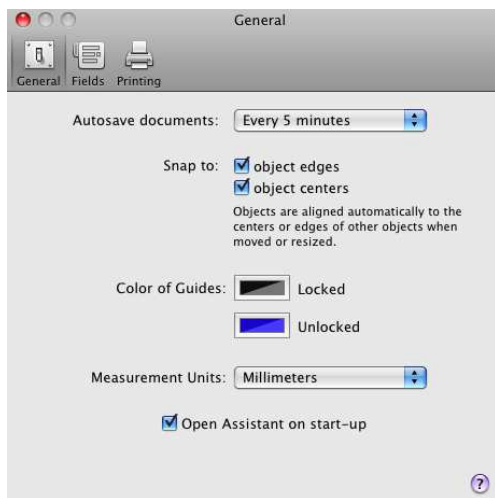 General
General Fields Printing
Autosave documents: Every 5 minutes
Snap to: object edges
object centers
Objects are aligned automatically to the
centers or edges of other objects when
moved or resized.
Color of Guides: Locked
Unlocked
Measurement Units: Millimeters
Open Assistant on start-up
?